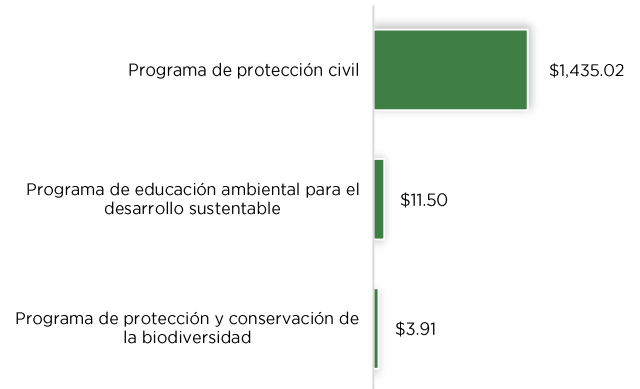 Programa de protección civil
$1,435.02
Programa de educación ambiental para el
desarrollo sustentable
$11.50
Programa de protección y conservación de
la biodiversidad
$3.91